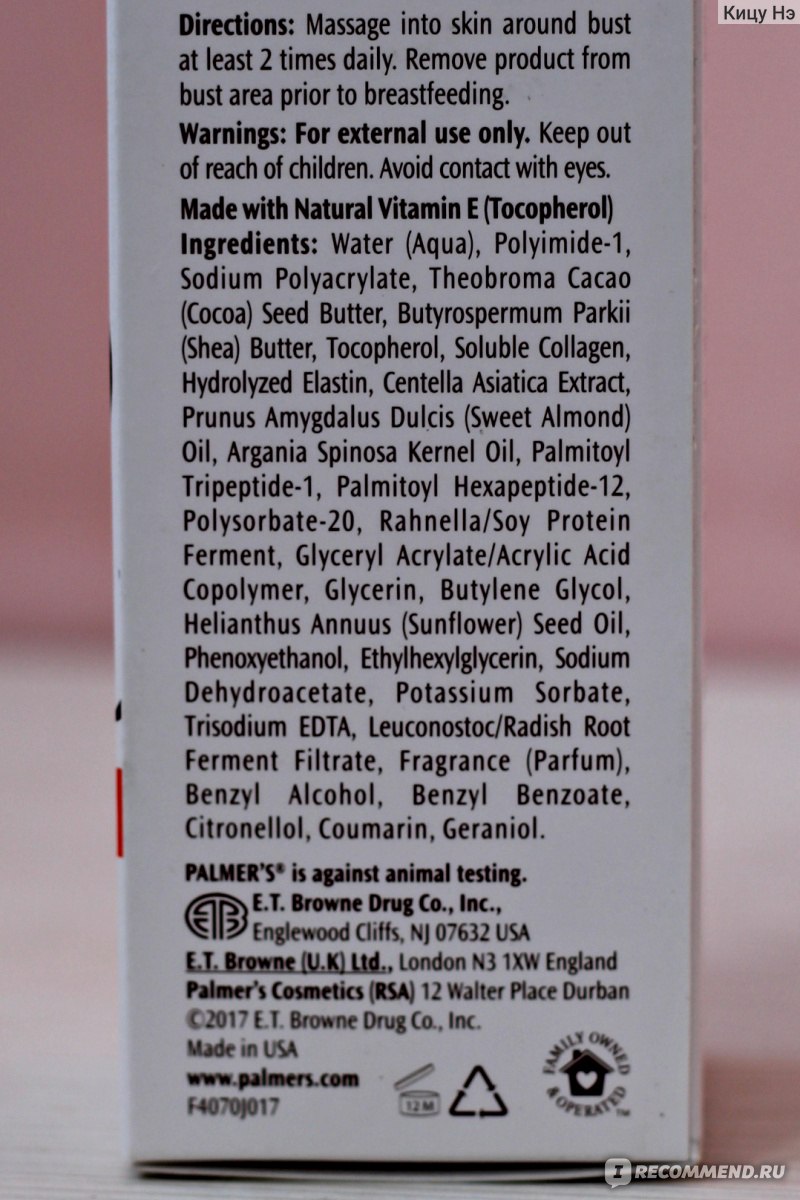 Кицу Нэ
Directions: Massage into skin around bust
at least 2 times daily. Remove product from
bust area prior to breastfeeding.
Warnings: For external use only. Keep out
of reach of children. Avoid contact with eyes.
Made with Natural Vitamin E (Tocopherol)
Ingredients: Water (Aqua), Polyimide-1,
Sodium Polyacrylate, Theobroma Cacao
(Cocoa) Seed Butter, Butyrospermum Parkii
(Shea) Butter, Tocopherol, Soluble Collagen,
Hydrolyzed Elastin, Centella Asiatica Extract,
Prunus Amygdalus Dulcis (Sweet Almond)
Oil, Argania Spinosa Kernel Oil, Palmitoyl
Tripeptide-1, Palmitoyl Hexapeptide-12,
Polysorbate-20, Rahnella/Soy Protein
Ferment, Glyceryl Acrylate/Acrylic Acid
Copolymer, Glycerin, Butylene Glycol,
Helianthus Annuus (Sunflower) Seed Oil,
Phenoxyethanol, Ethylhexylglycerin, Sodium
Dehydroacetate, Potassium Sorbate,
Trisodium EDTA, Leuconostoc/Radish Root
Ferment Filtrate, Fragrance (Parfum),
Benzyl Alcohol, Benzyl Benzoate,
Citronellol, Coumarin, Geraniol.
PALMER'S® is against animal testing.
ETB
E.T. Browne Drug Co., Inc.,
Englewood Cliffs, NJ 07632 USA
E.T. Browne (U.K) Ltd., London N3 1XW England
Palmer's Cosmetics (RSA) 12 Walter Place Durban
©2017 E.T. Browne Drug Co., Inc.
Made in USA
www.palmers.com
F4070J017
12 M
FAMILY OWNED
& OPERATED™
I RECOMMEND.RU